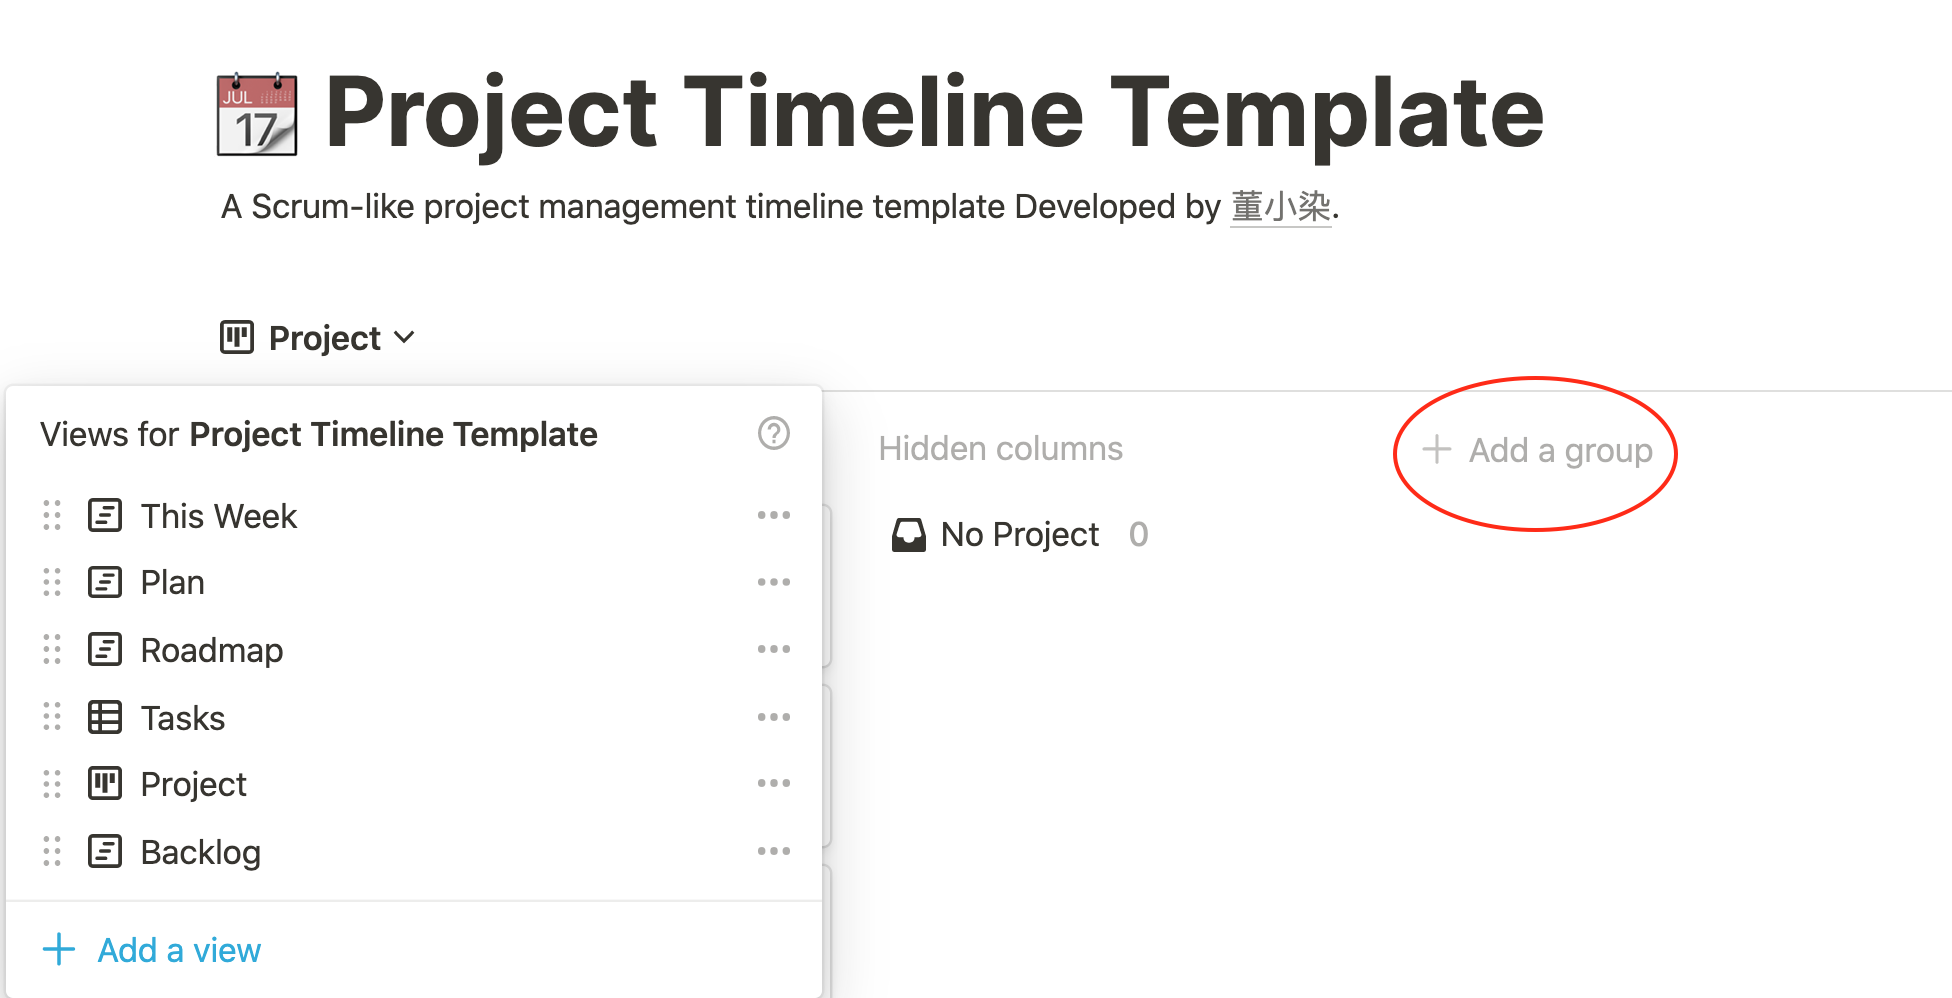 JUL
17
Project Timeline Template
A Scrum-like project management timeline template Developed by 董小染.
Project
Views for Project Timeline Template
This Week
Plan
Roadmap
Tasks
Project
Backlog
Add a view
Hidden columns
No Project 0
Add a group